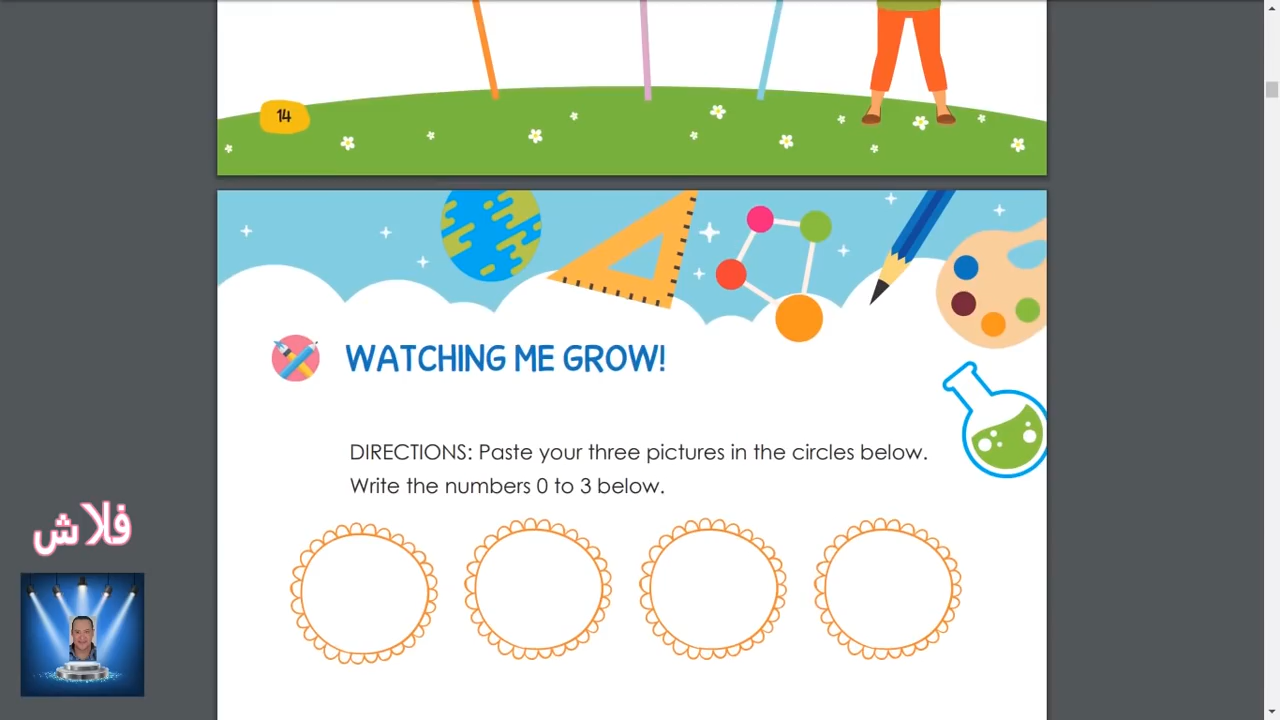 14
WATCHING ME GROW!
DIRECTIONS: Paste your three pictures in the circles below.
Write the numbers 0 to 3 below.
فلاش